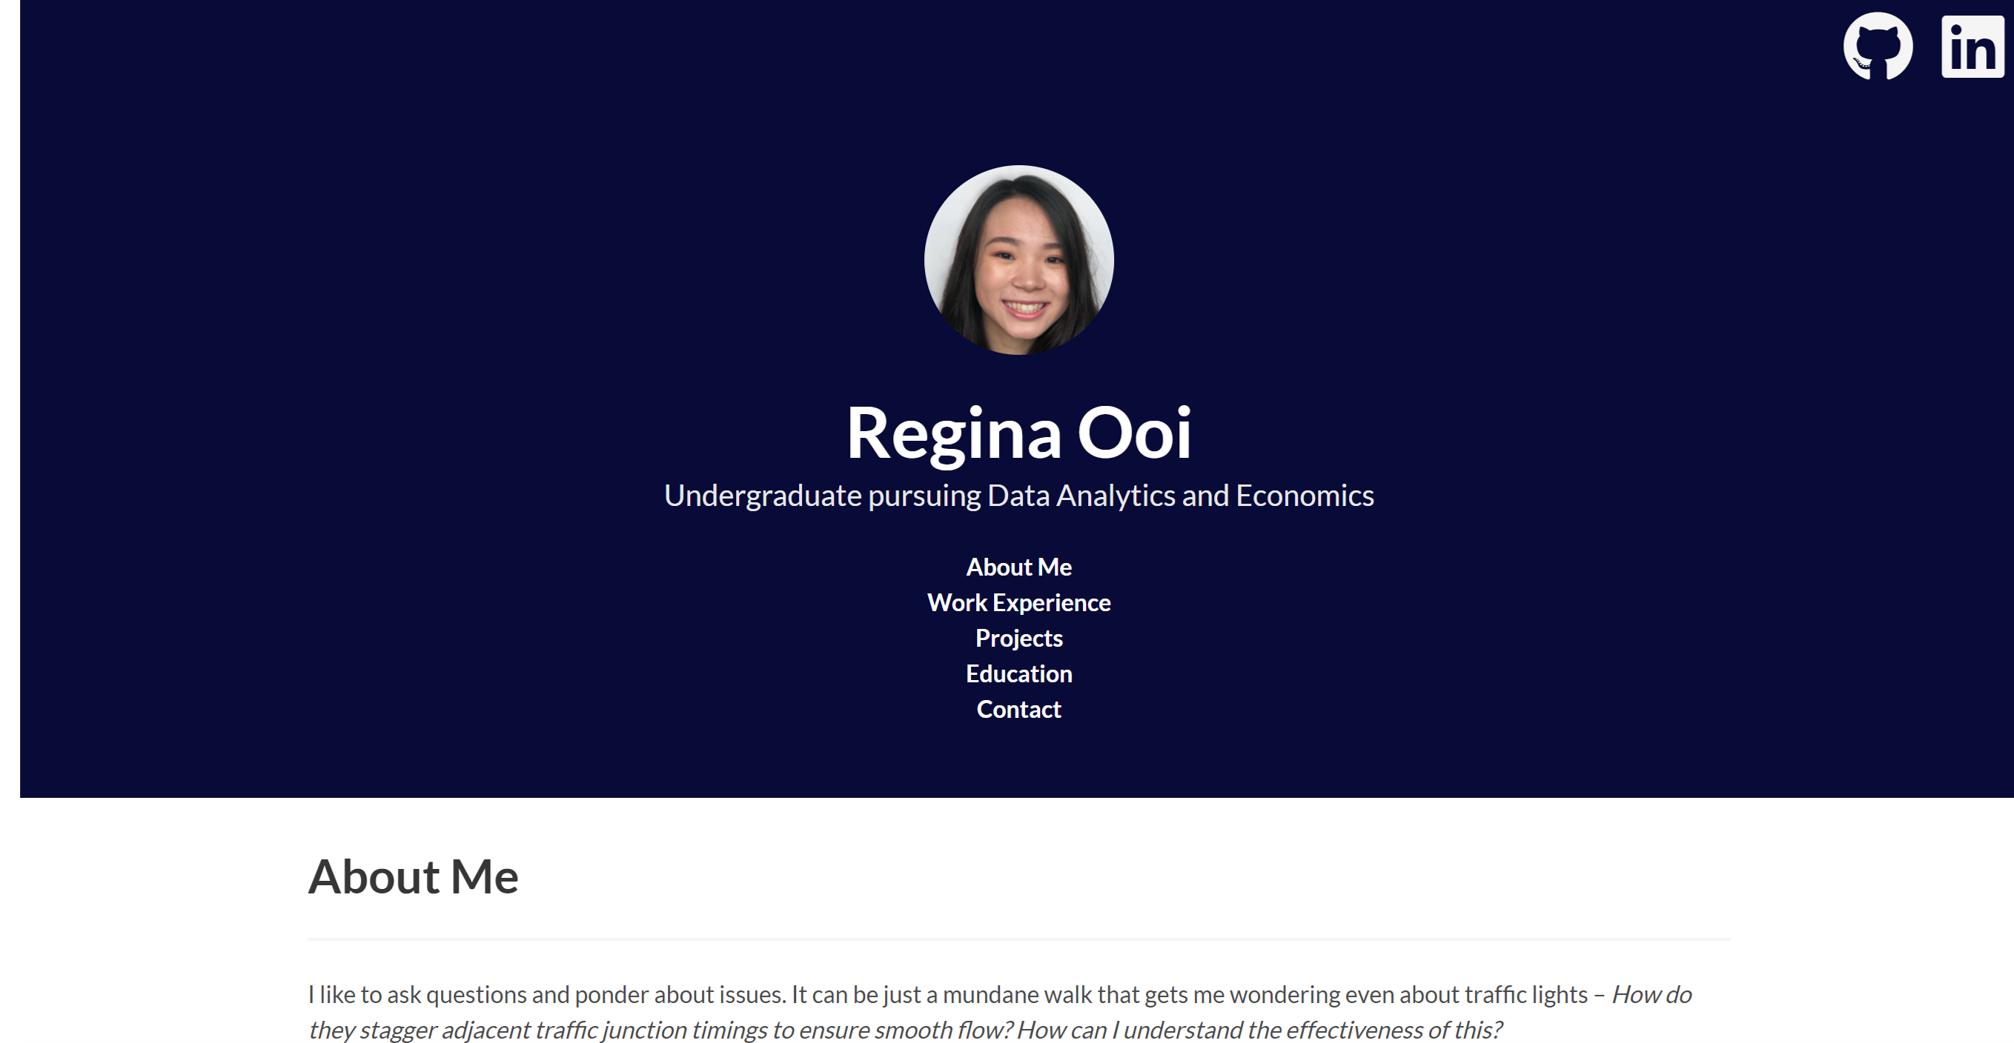 in
Regina Ooi
Undergraduate pursuing Data Analytics and Economics
About Me
Work Experience
Projects
Education
Contact
About Me
I like to ask questions and ponder about issues. It can be just a mundane walk that gets me wondering even about traffic lights – How do
they stagger adjacent traffic junction timings to ensure smooth flow? How can I understand the effectiveness of this?